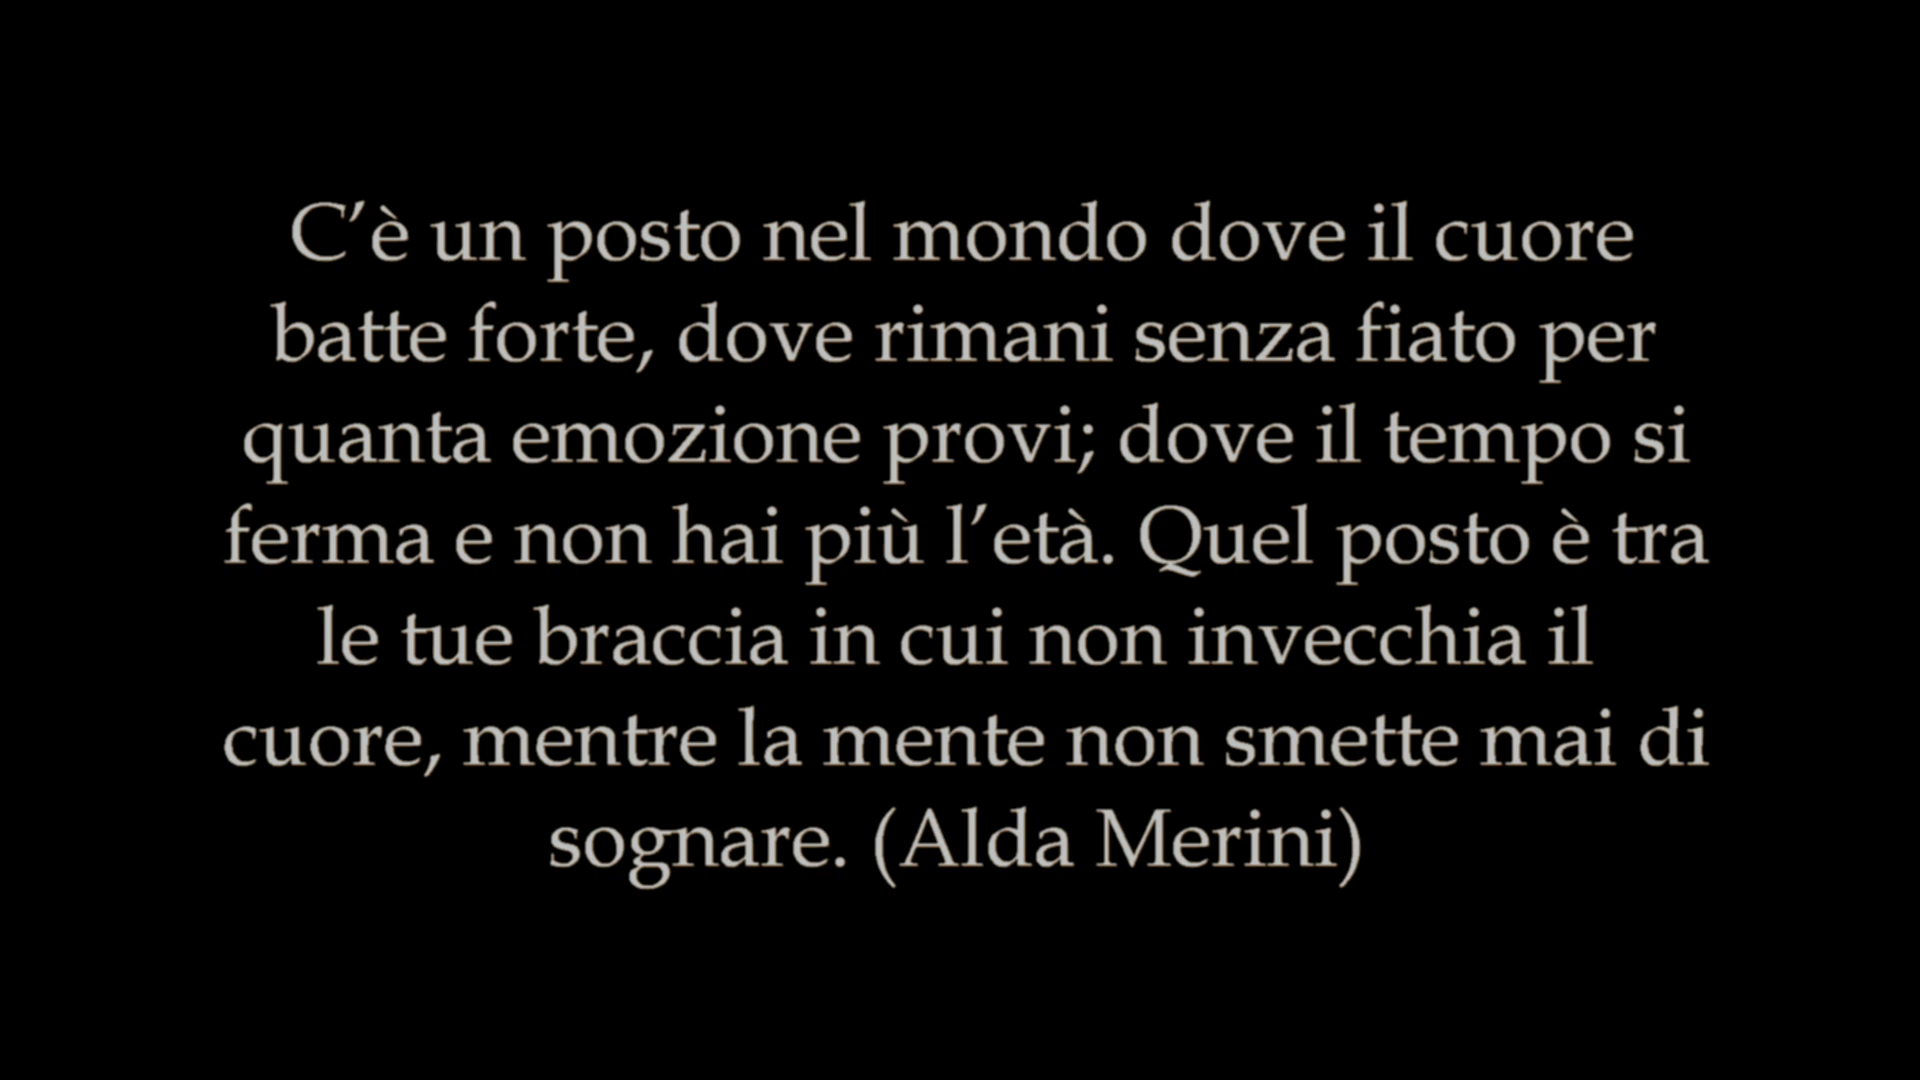 C’è un posto nel mondo dove il cuore
batte forte, dove rimani senza fiato per
quanta emozione provi; dove il tempo si
ferma e non hai più l’età. Quel posto è tra
le tue braccia in cui non invecchia il
cuore, mentre la mente non smette mai di
sognare. (Alda Merini)